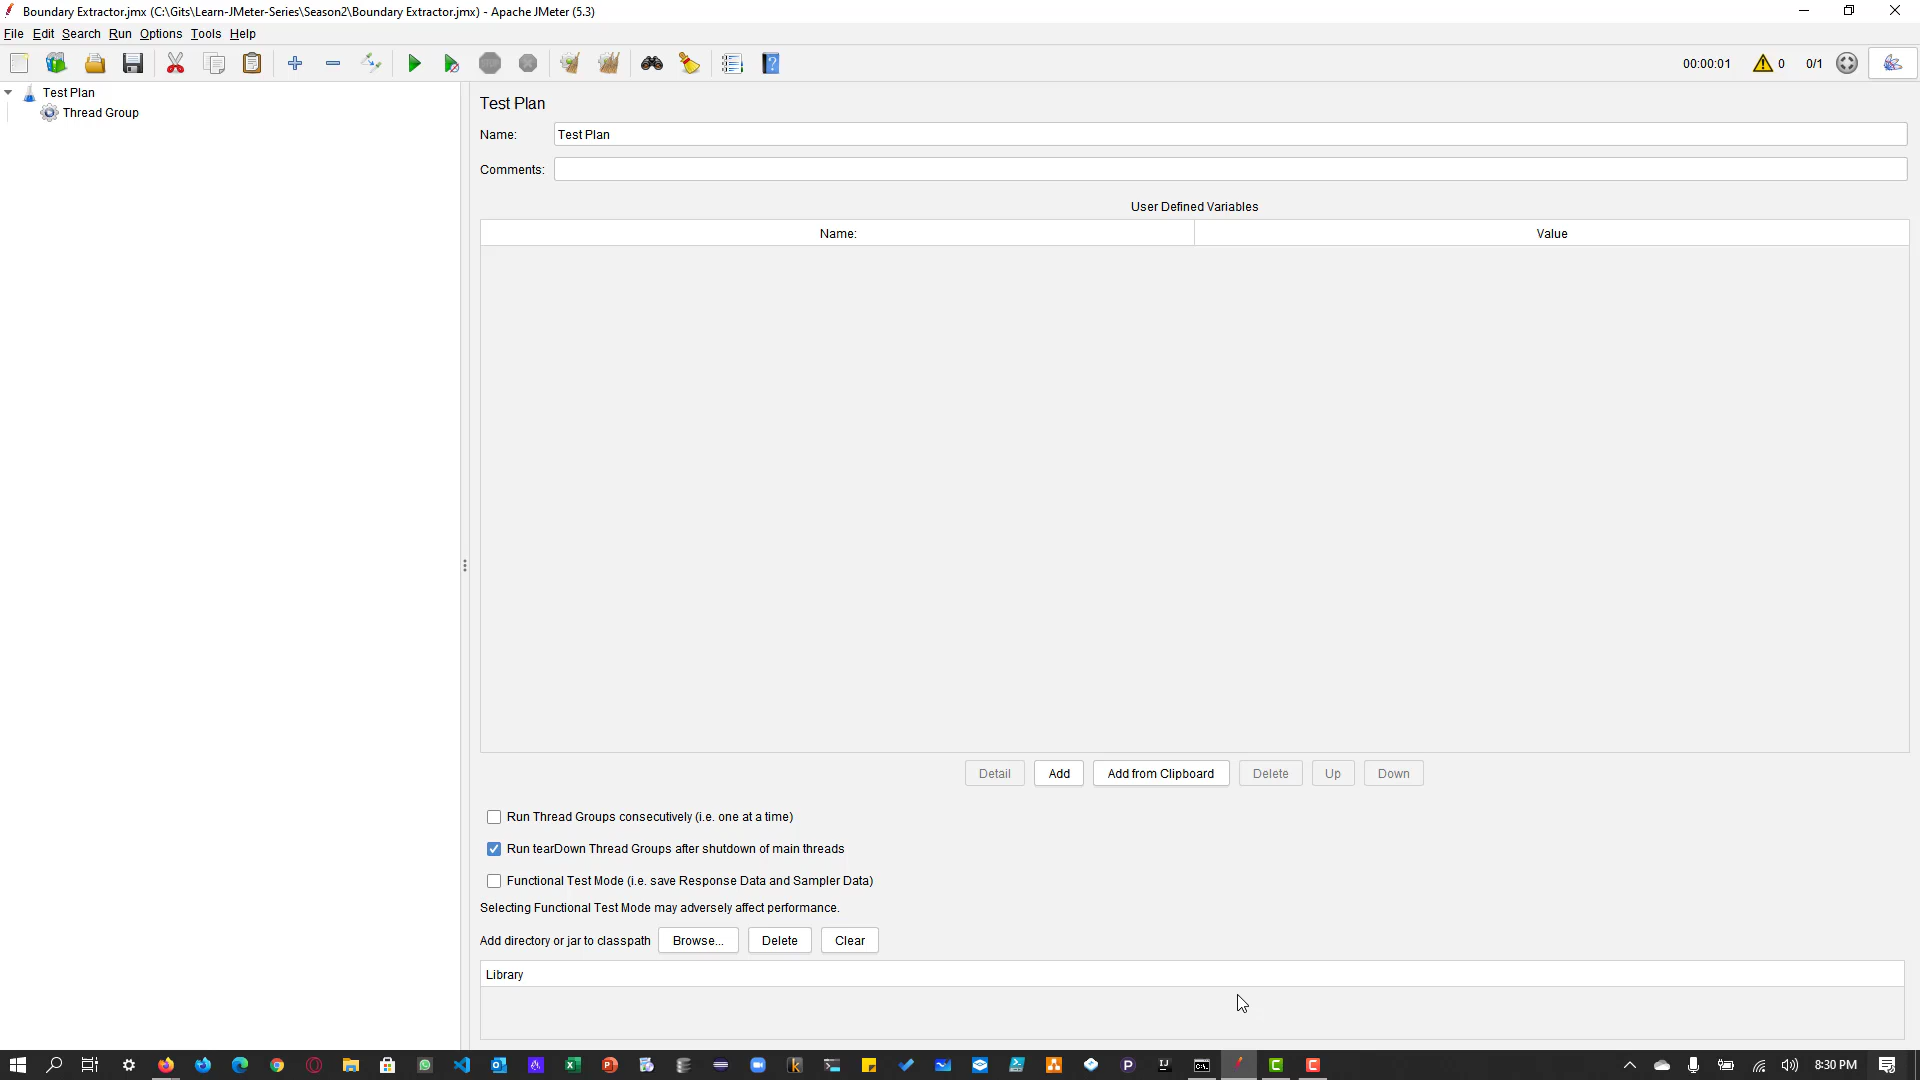 Boundary Extractor.jmx (C:\Gits\Learn-JMeter-Series\Season2\Boundary Extractor.jmx) - Apache JMeter (5.3)
File Edit Search Run Options Tools Help
00:00:01 0 0/1
Test Plan
Thread Group
Test Plan
Name: Test Plan
Comments:
User Defined Variables
Name: Value
Detail Add Add from Clipboard Delete Up Down
Run Thread Groups consecutively (i.e. one at a time)
Run tearDown Thread Groups after shutdown of main threads
Functional Test Mode (i.e. save Response Data and Sampler Data)
Selecting Functional Test Mode may adversely affect performance.
Add directory or jar to classpath Browse... Delete Clear
Library
8:30 PM